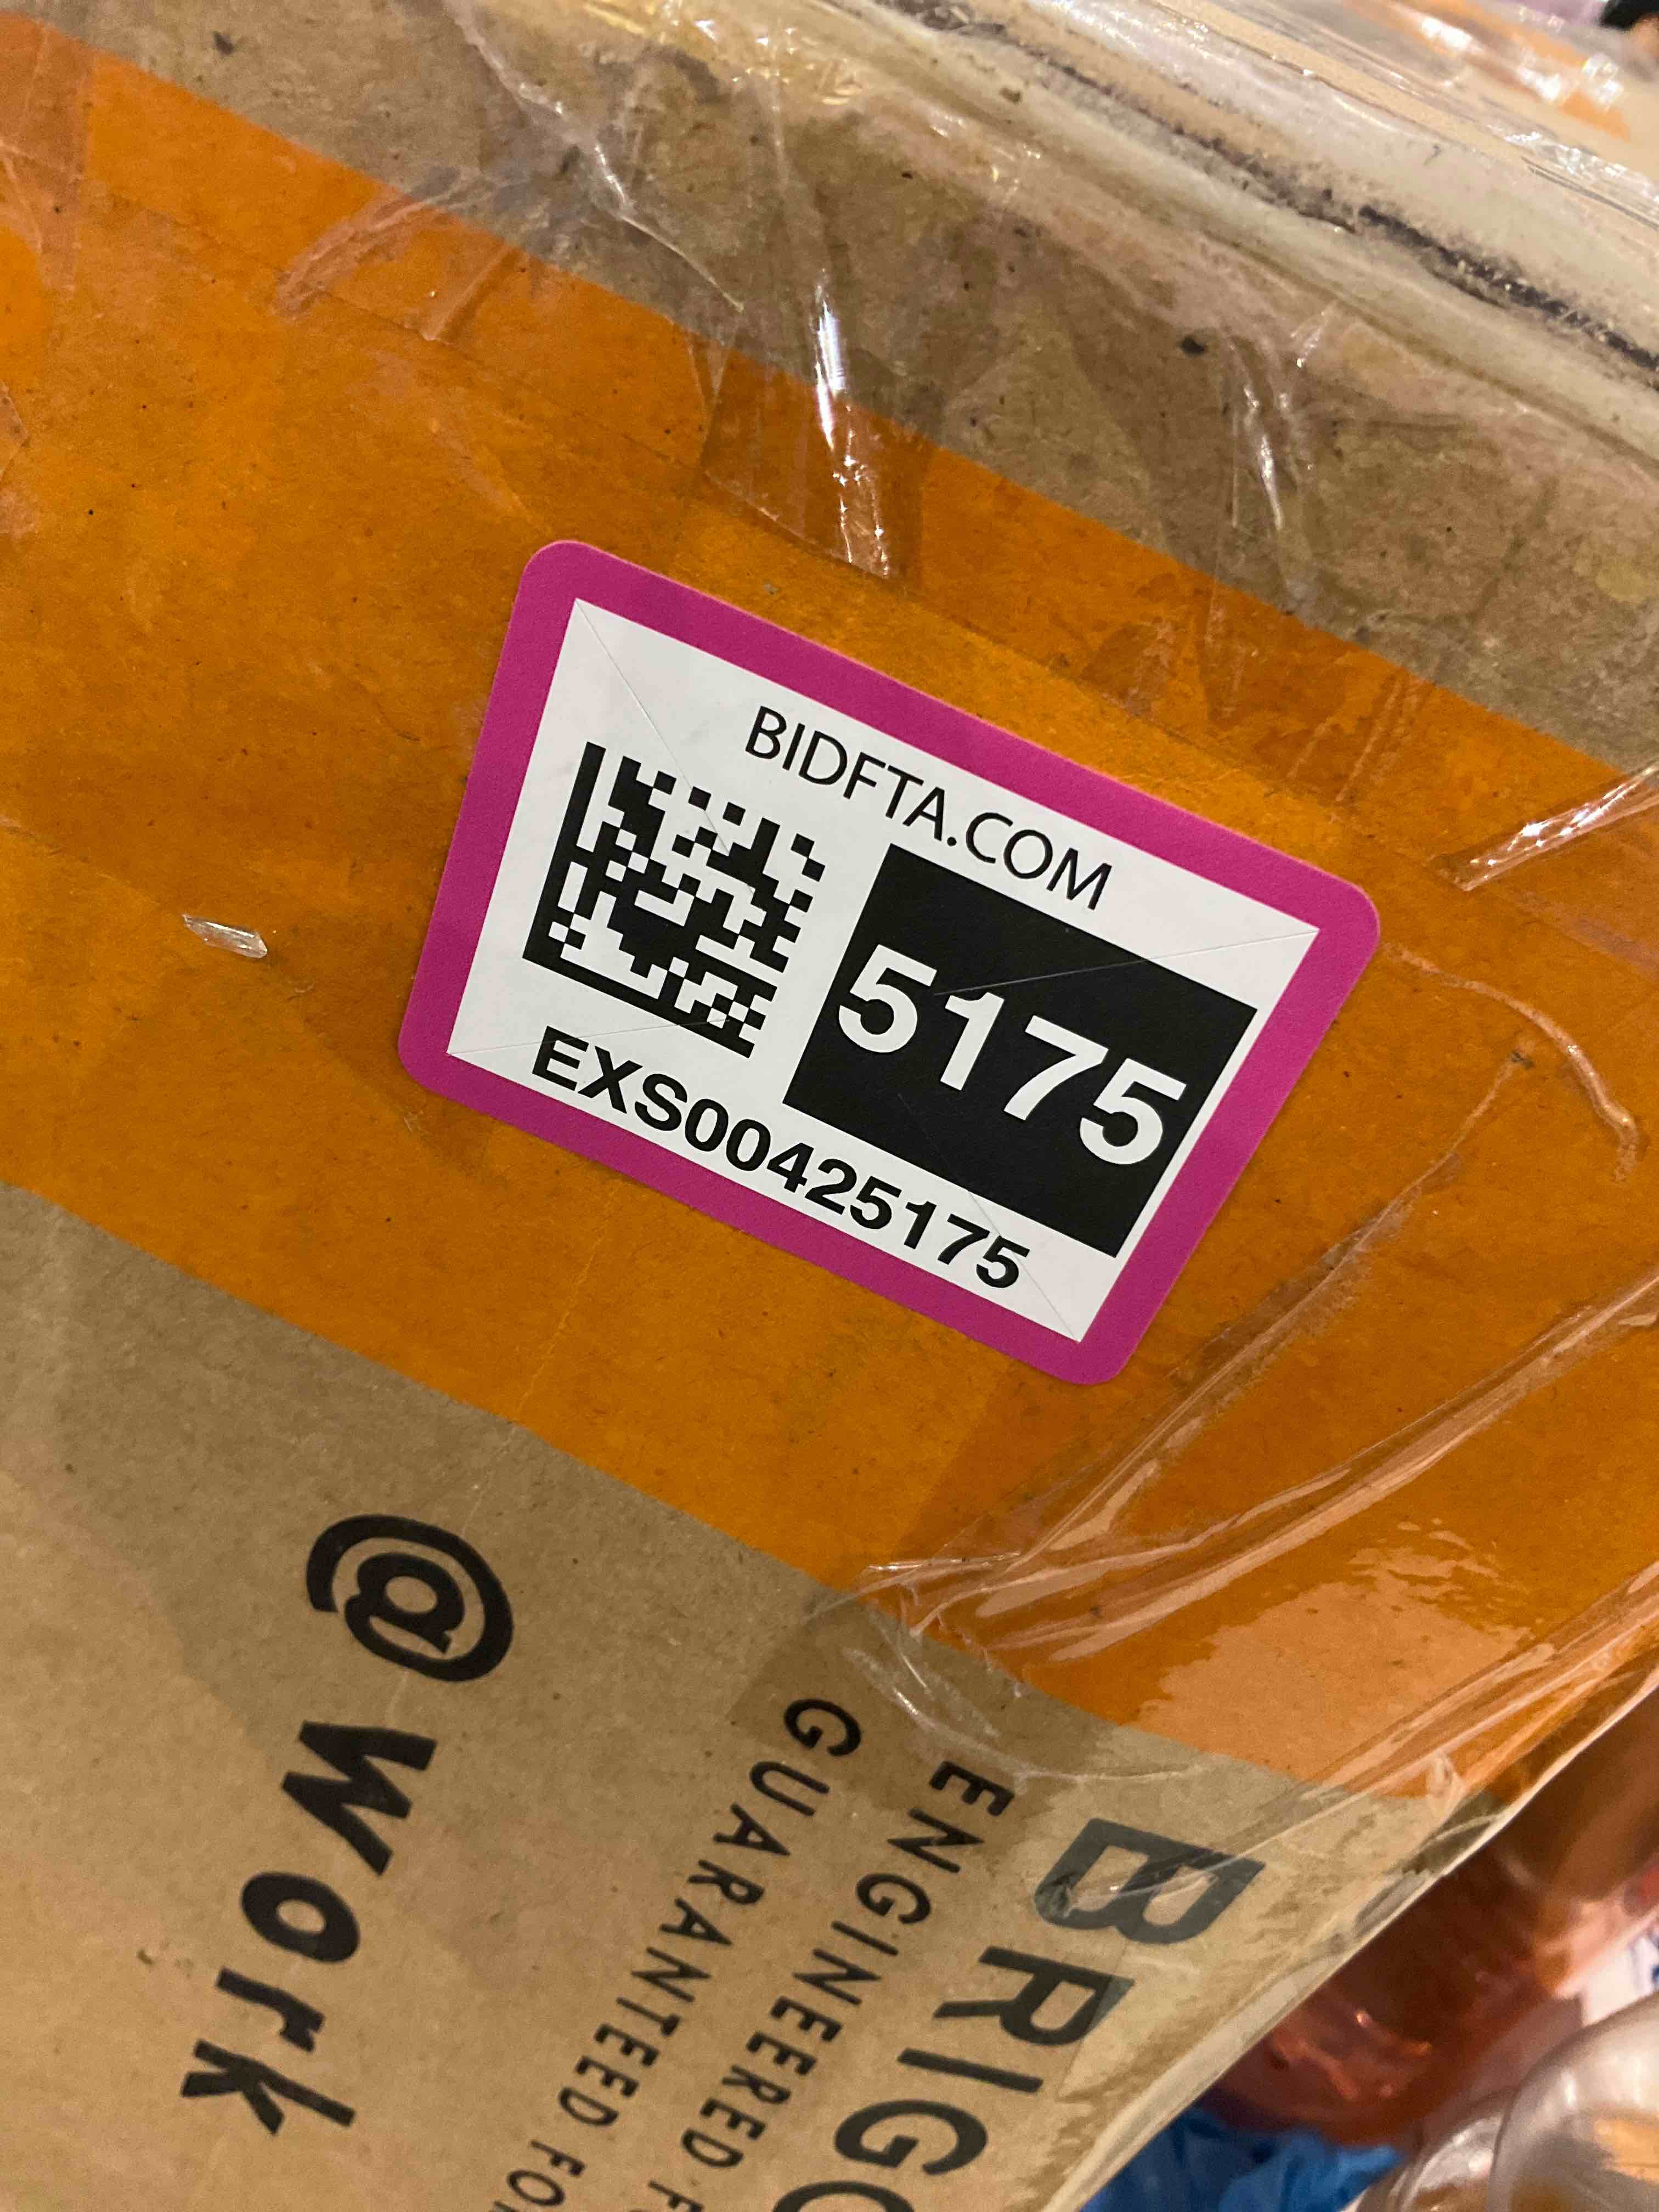 BIDFTA.COM
5175
EXS00425175
@work
ENGINEERED
GUARANTEED